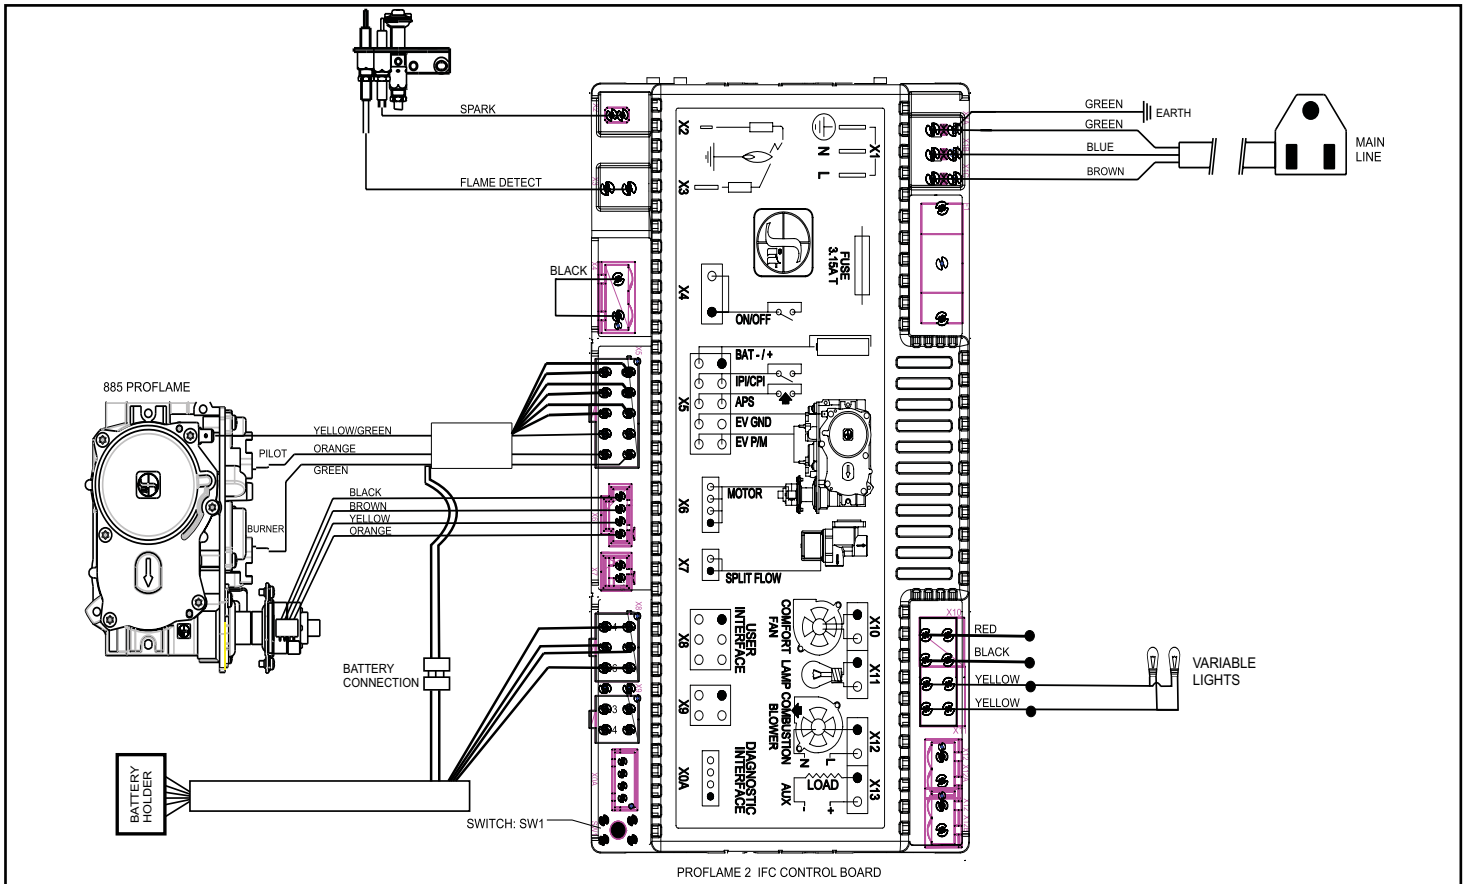 SPARK
FLAME DETECT
BLACK
885 PROFLAME
YELLOW/GREEN
PILOT
ORANGE
GREEN
BLACK
BROWN
YELLOW
ORANGE
BURNER
BATTERY
CONNECTION
BATTERY
HOLDER
SWITCH: SW1
X2
X3
X4
X5
X6
X7
X8
X9
X0A
X1
N
L
FUSE
3.15A T
ON/OFF
BAT - / +
IPI/CPI
APS
EV GND
EV P/M
MOTOR
SPLIT FLOW
USER
INTERFACE
DIAGNOSTIC
INTERFACE
COMFORT
FAN
X10
LAMP
X11
COMBUSTION
BLOWER
X12
N
L
LOAD
AUX
- +
X13
X5
X8
X10
GREEN
EARTH
GREEN
BLUE
BROWN
MAIN
LINE
RED
BLACK
YELLOW
YELLOW
VARIABLE
LIGHTS
PROFLAME 2 IFC CONTROL BOARD